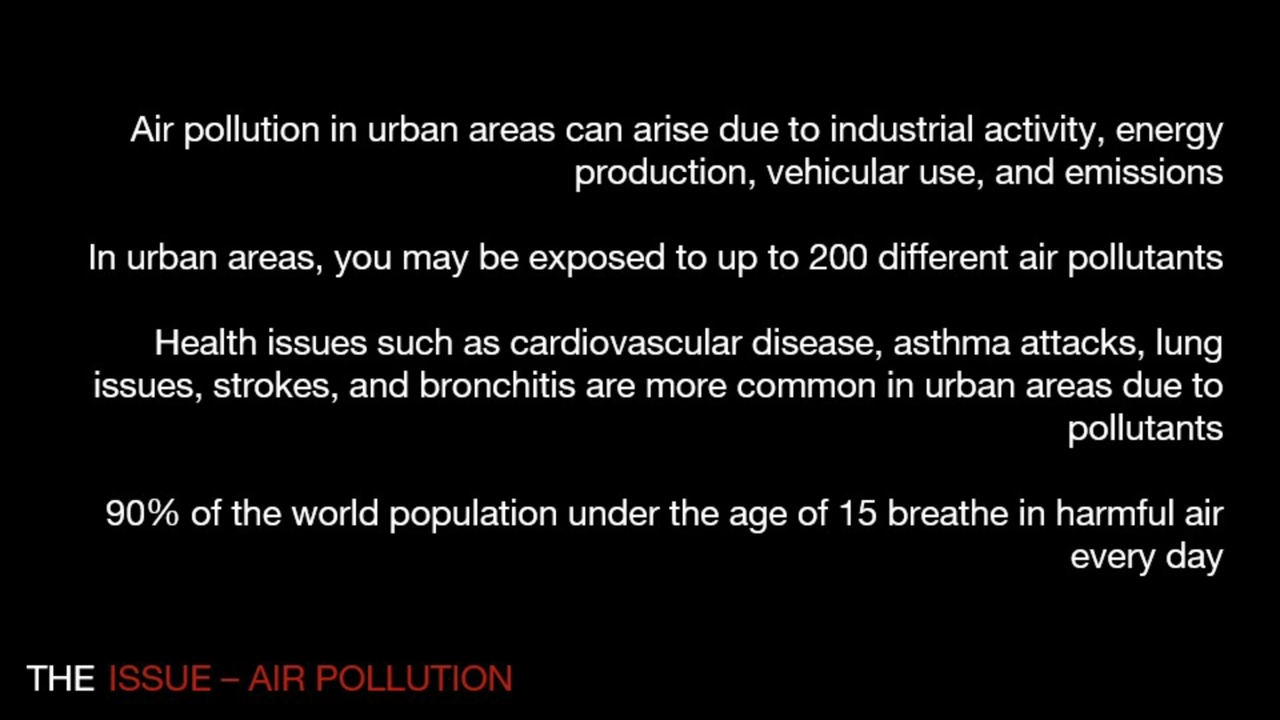 Air pollution in urban areas can arise due to industrial activity, energy
production, vehicular use, and emissions
In urban areas, you may be exposed to up to 200 different air pollutants
Health issues such as cardiovascular disease, asthma attacks, lung
issues, strokes, and bronchitis are more common in urban areas due to
pollutants
90% of the world population under the age of 15 breathe in harmful air
every day
THE ISSUE – AIR POLLUTION